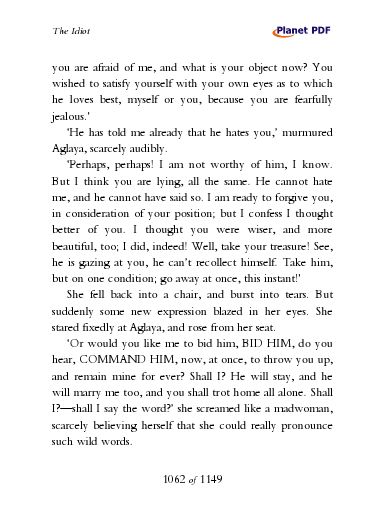 The Idiot
Planet PDF
you are afraid of me, and what is your object now? You
wished to satisfy yourself with your own eyes as to which
he loves best, myself or you, because you are fearfully
jealous.’
‘He has told me already that he hates you,’ murmured
Aglaya, scarcely audibly.
‘Perhaps, perhaps! I am not worthy of him, I know.
But I think you are lying, all the same. He cannot hate
me, and he cannot have said so. I am ready to forgive you,
in consideration of your position; but I confess I thought
better of you. I thought you were wiser, and more
beautiful, too; I did, indeed! Well, take your treasure! See,
he is gazing at you, he can’t recollect himself. Take him,
but on one condition; go away at once, this instant!’
She fell back into a chair, and burst into tears. But
suddenly some new expression blazed in her eyes. She
stared fixedly at Aglaya, and rose from her seat.
‘Or would you like me to bid him, BID HIM, do you
hear, COMMAND HIM, now, at once, to throw you up,
and remain mine for ever? Shall I? He will stay, and he
will marry me too, and you shall trot home all alone. Shall
I?—shall I say the word?’ she screamed like a madwoman,
scarcely believing herself that she could really pronounce
such wild words.
1062 of 1149